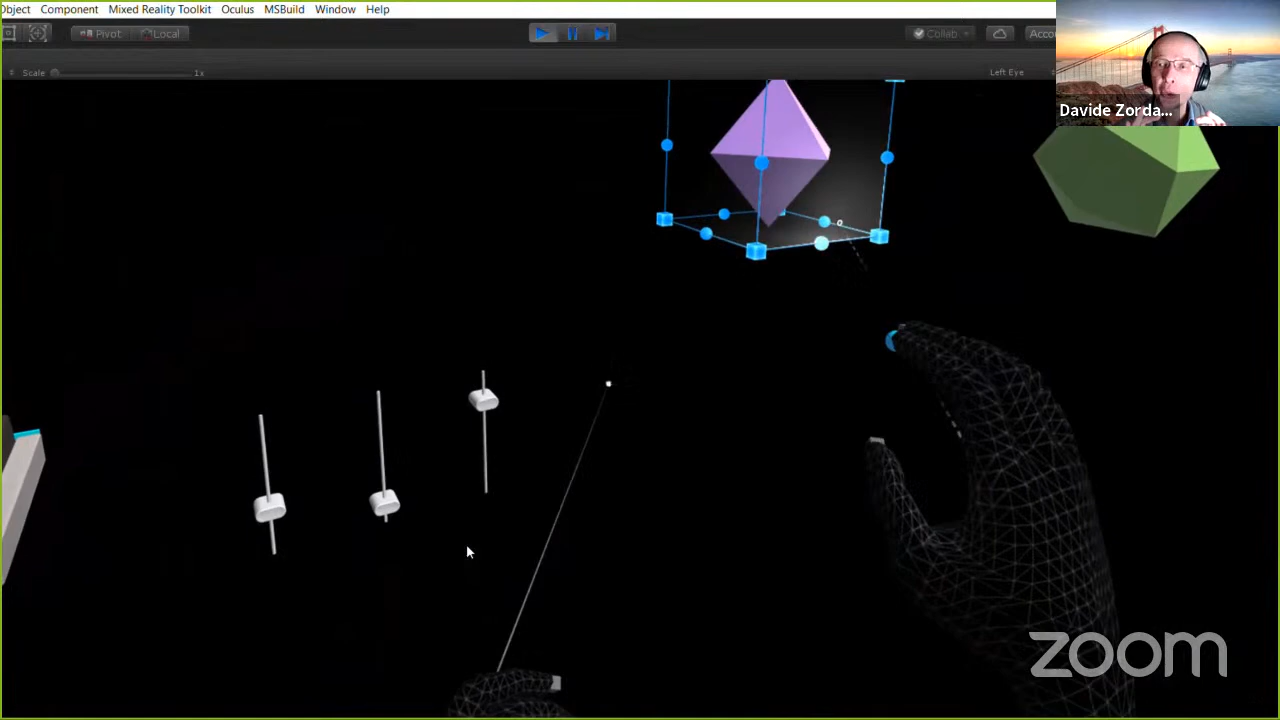 Object Component Mixed Reality Toolkit Oculus MSBuild Window Help
Pivot Local Collab Accou
Scale 1x Left Eye
Davide Zorda...
zoom